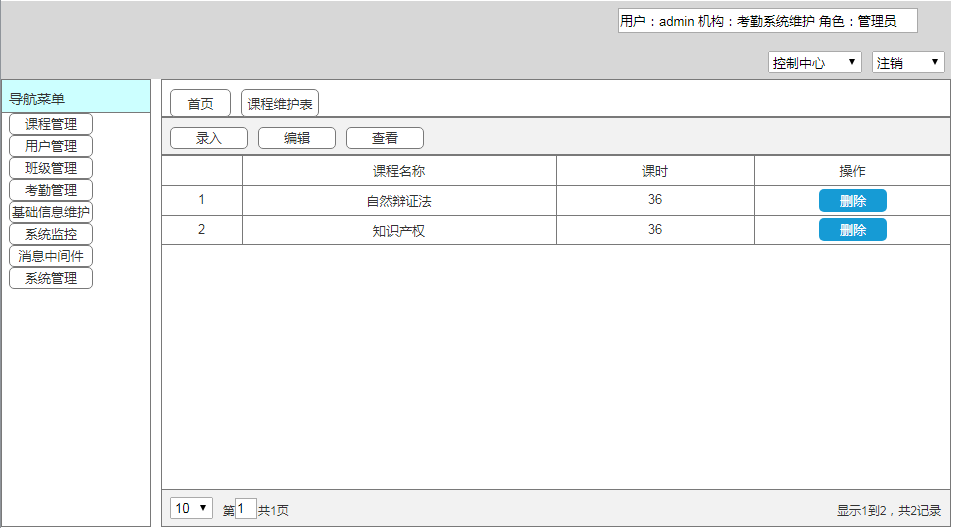 用户：admin 机构：考勤系统维护 角色：管理员
控制中心 注销
导航菜单
课程管理
用户管理
班级管理
考勤管理
基础信息维护
系统监控
消息中间件
系统管理
首页 课程维护表
录入 编辑 查看
课程名称 课时 操作
1 自然辩证法 36 删除
2 知识产权 36 删除
10 第1共1页 显示1到2，共2记录